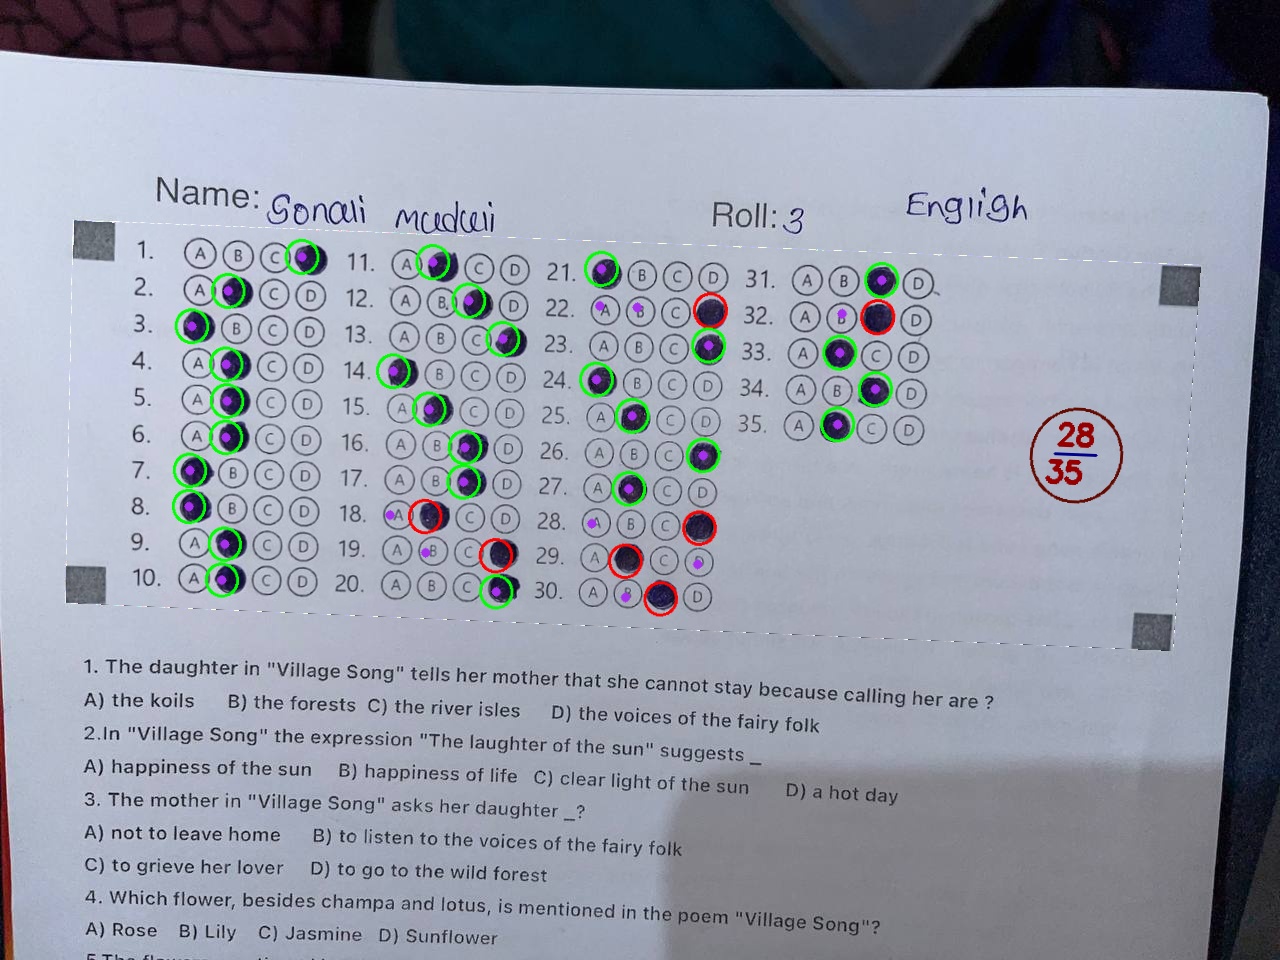 Name: Sonali Muduli Roll: 3 English
1. A B C 11. A C D 21. B C D 31. A B D
2. A C D 12. A B D 22. A B C 32. A B D
3. B C D 13. A B C 23. A B C 33. A C D
4. A C D 14. B C D 24. B C D 34. A B D
5. A C D 15. A C D 25. A C D 35. A C D
6. A C D 16. A B D 26. A B C
7. B C D 17. A B D 27. A C D
8. B C D 18. A C D 28. A B C
9. A C D 19. A B C 29. A C D
10. A C D 20. A B C 30. A B D
28
35
1. The daughter in "Village Song" tells her mother that she cannot stay because calling her are ?
A) the koils B) the forests C) the river isles D) the voices of the fairy folk
2.In "Village Song" the expression "The laughter of the sun" suggests _
A) happiness of the sun B) happiness of life C) clear light of the sun D) a hot day
3. The mother in "Village Song" asks her daughter _?
A) not to leave home B) to listen to the voices of the fairy folk
C) to grieve her lover D) to go to the wild forest
4. Which flower, besides champa and lotus, is mentioned in the poem "Village Song"?
A) Rose B) Lily C) Jasmine D) Sunflower